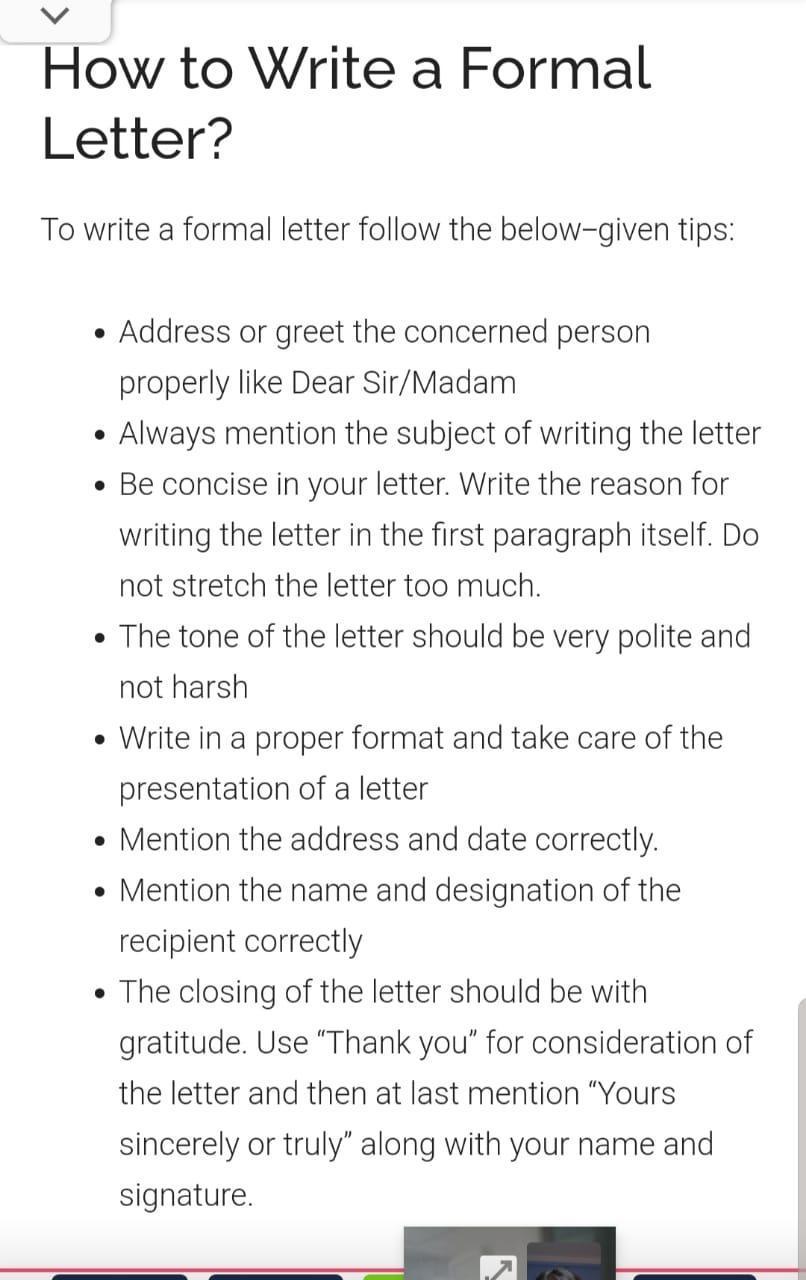 How to Write a Formal
Letter?
To write a formal letter follow the below-given tips:
• Address or greet the concerned person
properly like Dear Sir/Madam
• Always mention the subject of writing the letter
• Be concise in your letter. Write the reason for
writing the letter in the first paragraph itself. Do
not stretch the letter too much.
• The tone of the letter should be very polite and
not harsh
• Write in a proper format and take care of the
presentation of a letter
• Mention the address and date correctly.
• Mention the name and designation of the
recipient correctly
• The closing of the letter should be with
gratitude. Use “Thank you” for consideration of
the letter and then at last mention “Yours
sincerely or truly” along with your name and
signature.